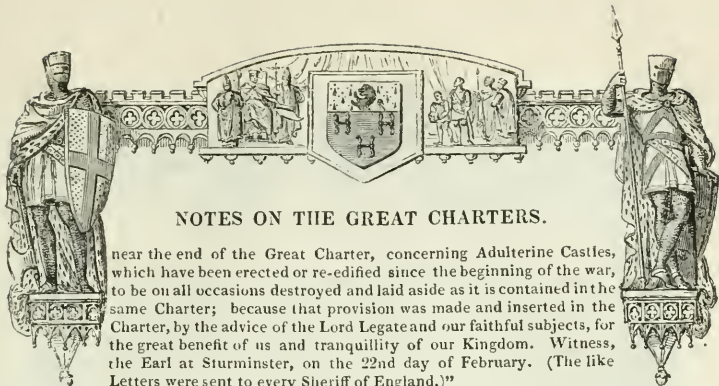 NOTES ON THE GREAT CHARTERS.
near the end of the Great Charter, concerning Adulterine Castles,
which have been erected or re-edified since the beginning of the war,
to be on all occasions destroyed and laid aside as it is contained in the
same Charter; because that provision was made and inserted in the
Charter, by the advice of the Lord Legate and our faithful subjects, for
the great benefit of us and tranquillity of our Kingdom. Witness,
the Earl at Sturminster, on the 22nd day of February. (The like
Letters were sent to every Sheriff of England.)"